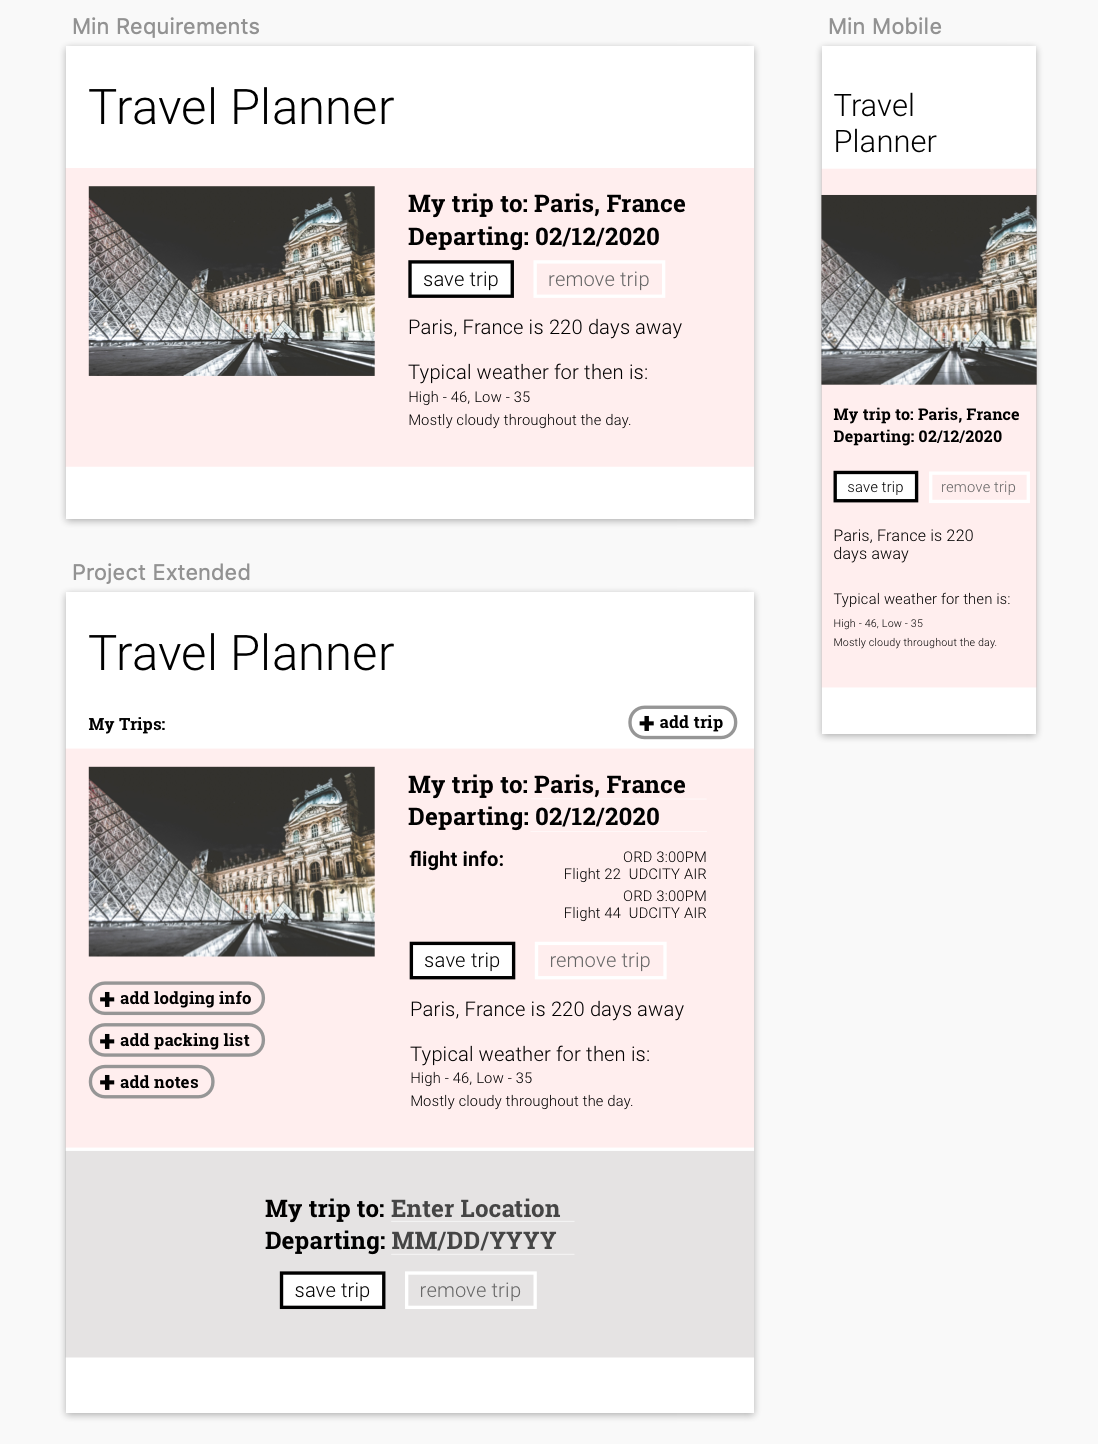 Min Requirements
Travel Planner
My trip to: Paris, France
Departing: 02/12/2020
save trip
remove trip
Paris, France is 220 days away
Typical weather for then is:
High - 46, Low - 35
Mostly cloudy throughout the day.
Min Mobile
Travel
Planner
My trip to: Paris, France
Departing: 02/12/2020
save trip
remove trip
Paris, France is 220
days away
Typical weather for then is:
High - 46, Low - 35
Mostly cloudy throughout the day.
Project Extended
Travel Planner
My Trips:
+ add trip
My trip to: Paris, France
Departing: 02/12/2020
flight info:
ORD 3:00PM
Flight 22 UDCITY AIR
ORD 3:00PM
Flight 44 UDCITY AIR
save trip
remove trip
Paris, France is 220 days away
Typical weather for then is:
High - 46, Low - 35
Mostly cloudy throughout the day.
+ add lodging info
+ add packing list
+ add notes
My trip to: Enter Location
Departing: MM/DD/YYYY
save trip
remove trip